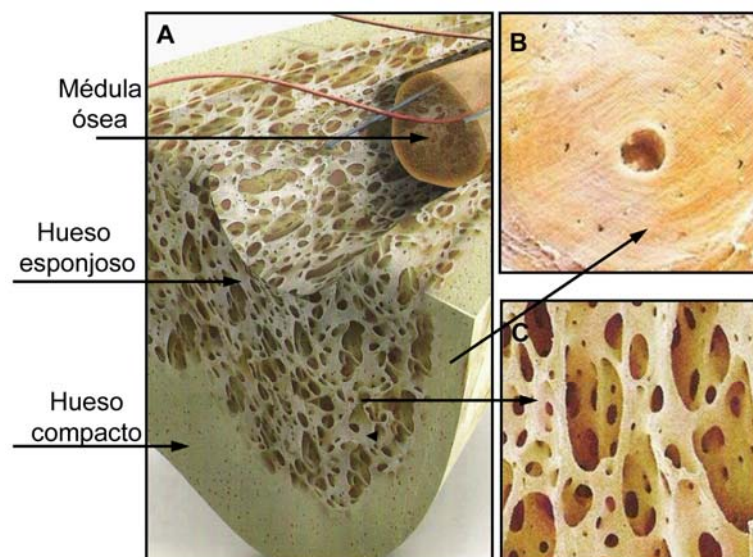 A
Médula
ósea
Hueso
esponjoso
Hueso
compacto
B
C